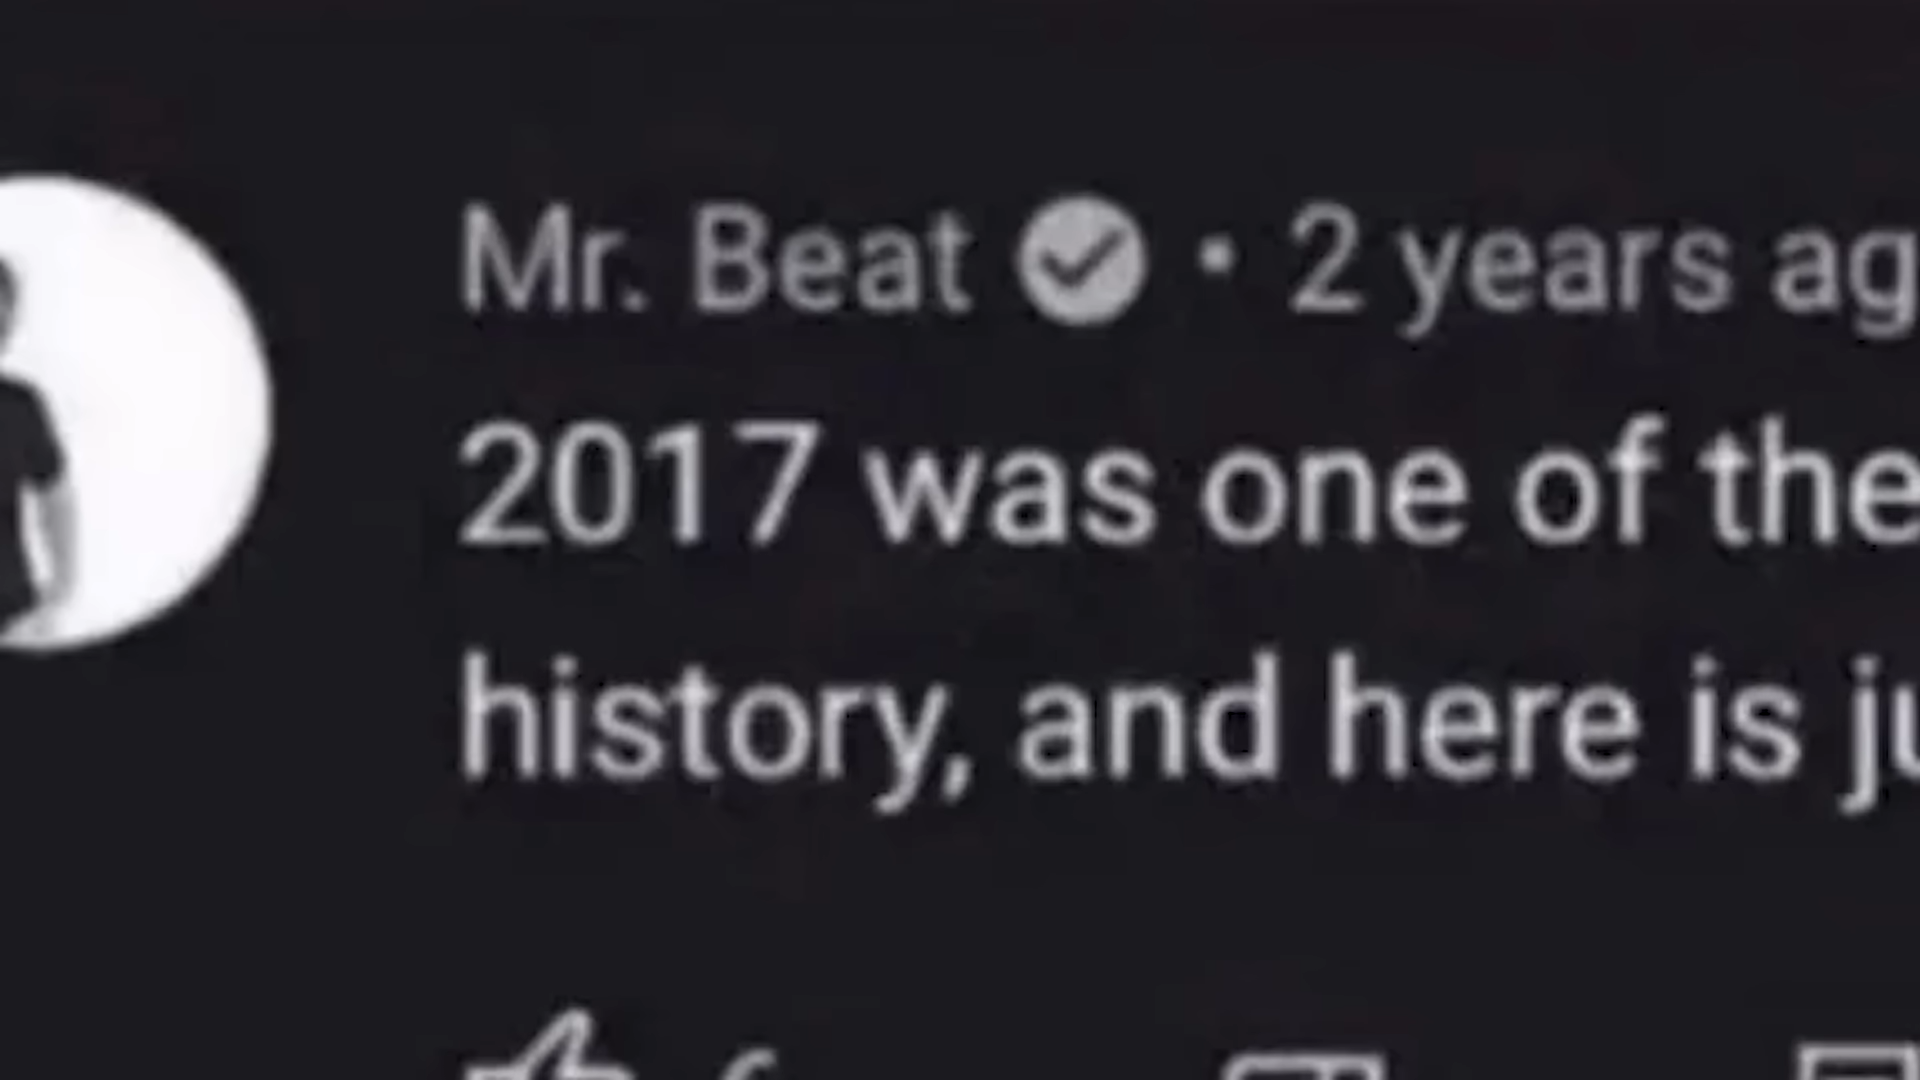 Mr. Beat • 2 years ag
2017 was one of the
history, and here is ju